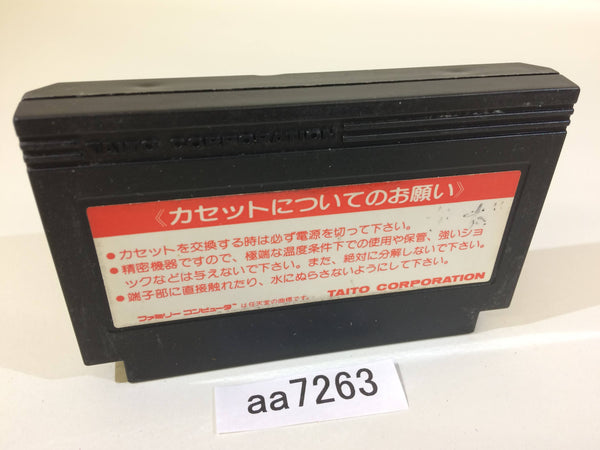 TAITO CORPORATION
《カセットについてのお願い》
●カセットを交換する時は必ず電源を切って下さい。
●精密機器ですので、極端な温度条件下での使用や保管、強いショ
ックなどは与えないで下さい。また、絶対に分解しないで下さい。
●端子部に直接触れたり、水にぬらさないようにして下さい。
ファミリーコンピュータ は任天堂の商標です。
TAITO CORPORATION
aa7263